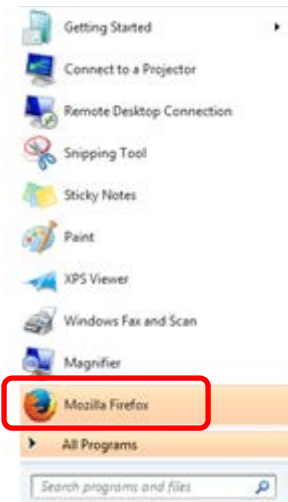 Getting Started
Connect to a Projector
Remote Desktop Connection
Snipping Tool
Sticky Notes
Paint
XPS Viewer
Windows Fax and Scan
Magnifier
Mozilla Firefox
All Programs
Search programs and files